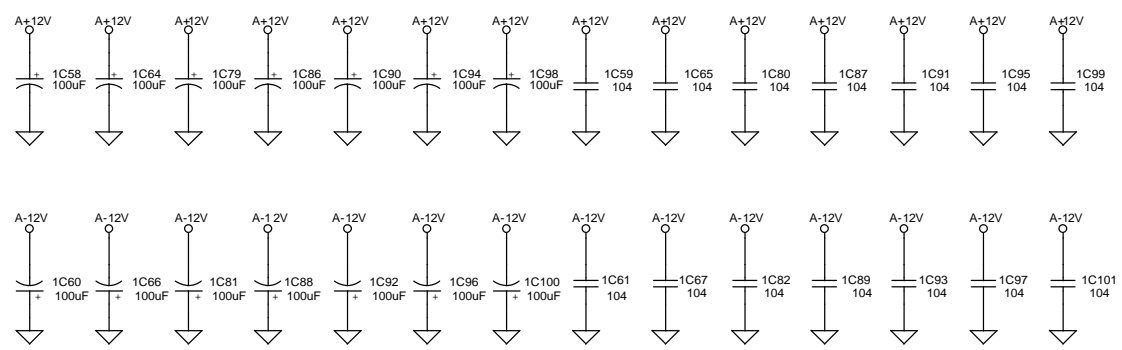 A+12V A+12V A+12V A+12V A+12V A+12V A+12V A+12V A+12V A+12V A+12V A+12V A+12V A+12V
+ + + + + + +
1C58 1C64 1C79 1C86 1C90 1C94 1C98 1C59 1C65 1C80 1C87 1C91 1C95 1C99
100uF 100uF 100uF 100uF 100uF 100uF 100uF 104 104 104 104 104 104 104
A-12V A-12V A-12V A-12V A-12V A-12V A-12V A-12V A-12V A-12V A-12V A-12V A-12V A-12V
1C60 1C66 1C81 1C88 1C92 1C96 1C100 1C61 1C67 1C82 1C89 1C93 1C97 1C101
100uF 100uF 100uF 100uF 100uF 100uF 100uF 104 104 104 104 104 104 104
+ + + + + + +